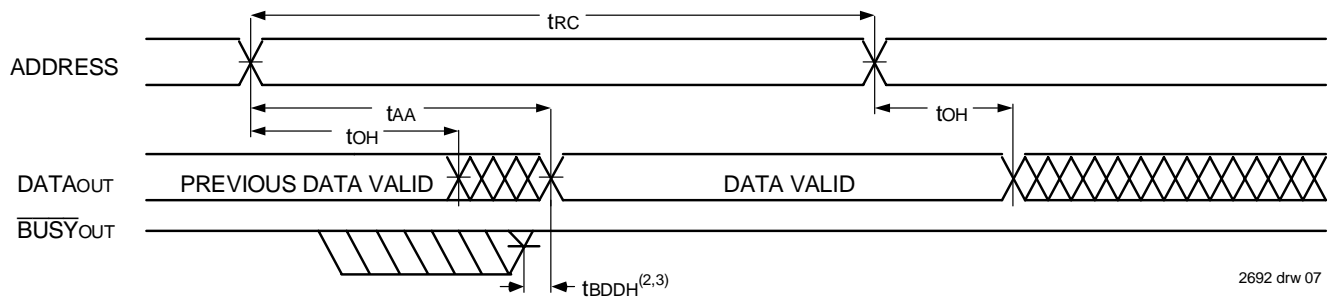 tRC
ADDRESS
tAA
tOH
tOH
DATAOUT
PREVIOUS DATA VALID
DATA VALID
BUSYOUT
tBDDH(2,3)
2692 drw 07